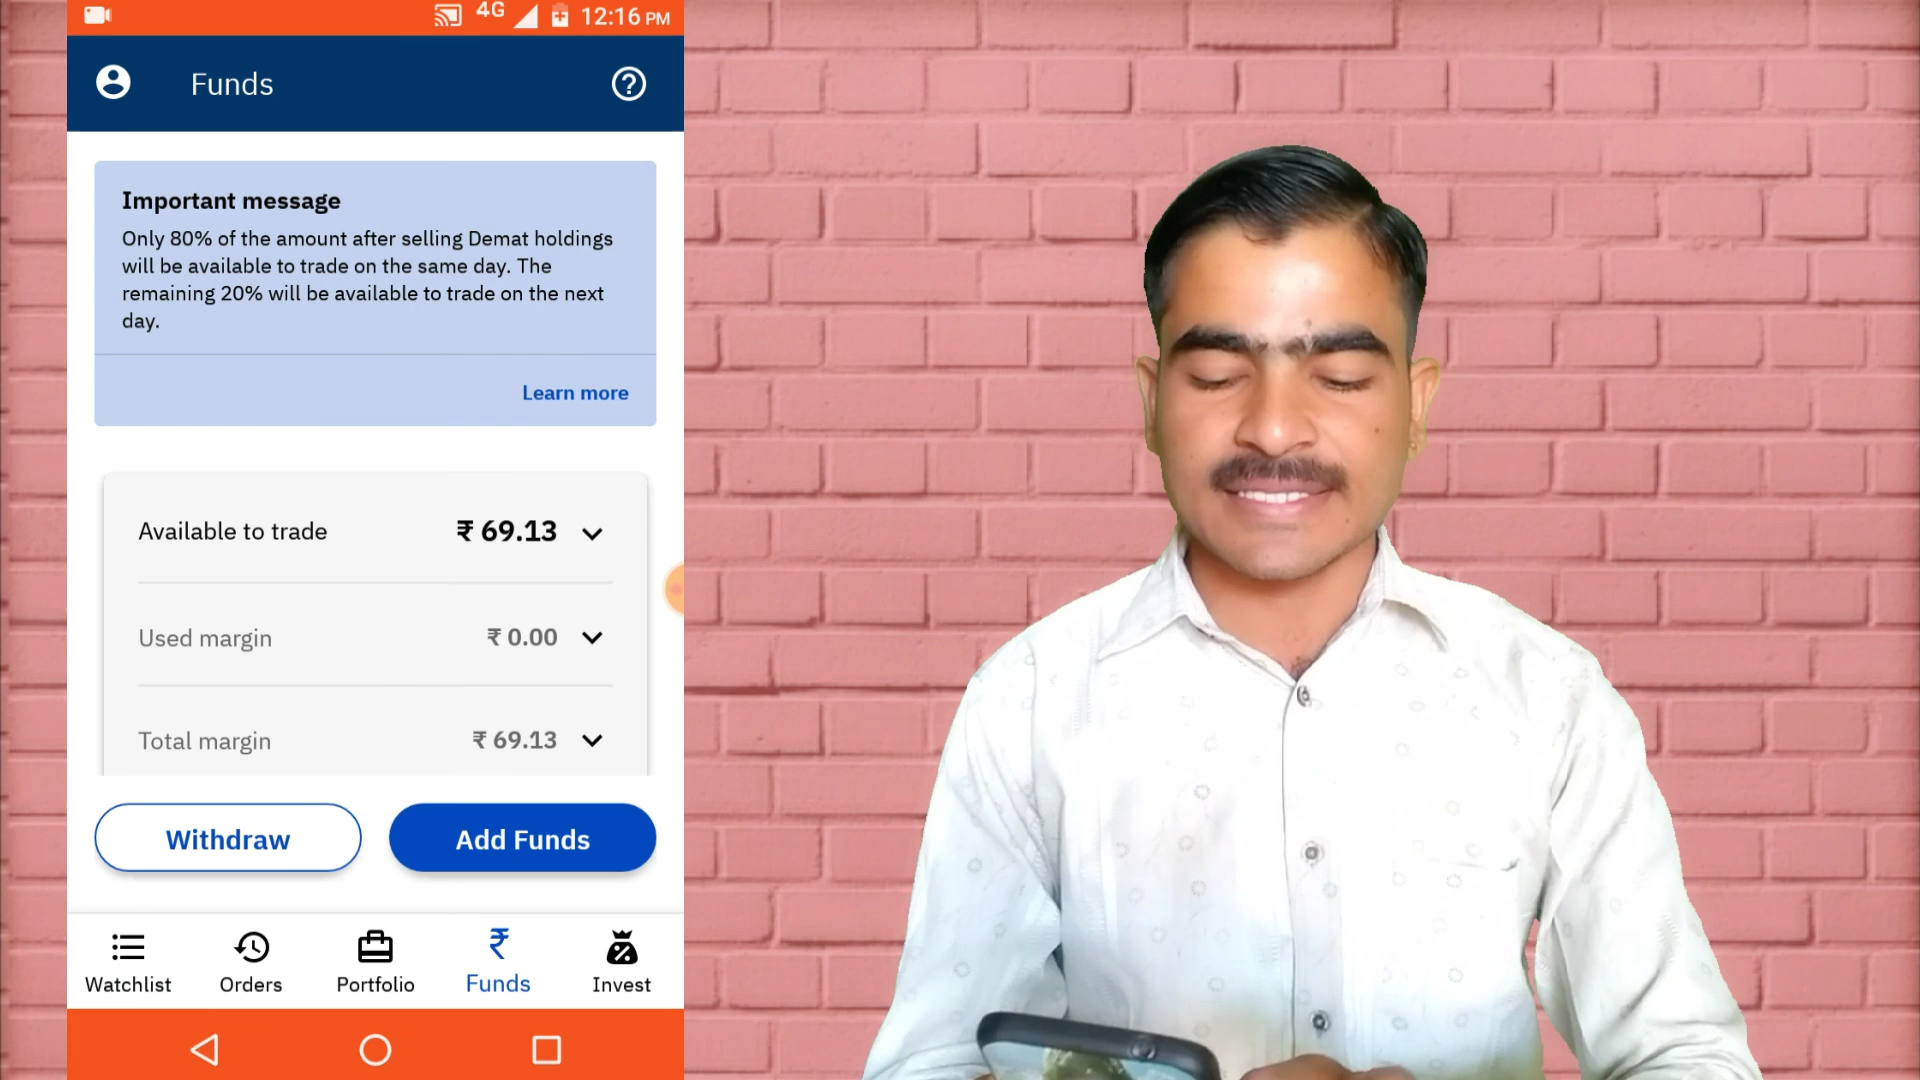 4G 12:16 PM
Funds
Important message
Only 80% of the amount after selling Demat holdings
will be available to trade on the same day. The
remaining 20% will be available to trade on the next
day.
Learn more
Available to trade ₹ 69.13
Used margin ₹ 0.00
Total margin ₹ 69.13
Withdraw Add Funds
Watchlist Orders Portfolio Funds Invest